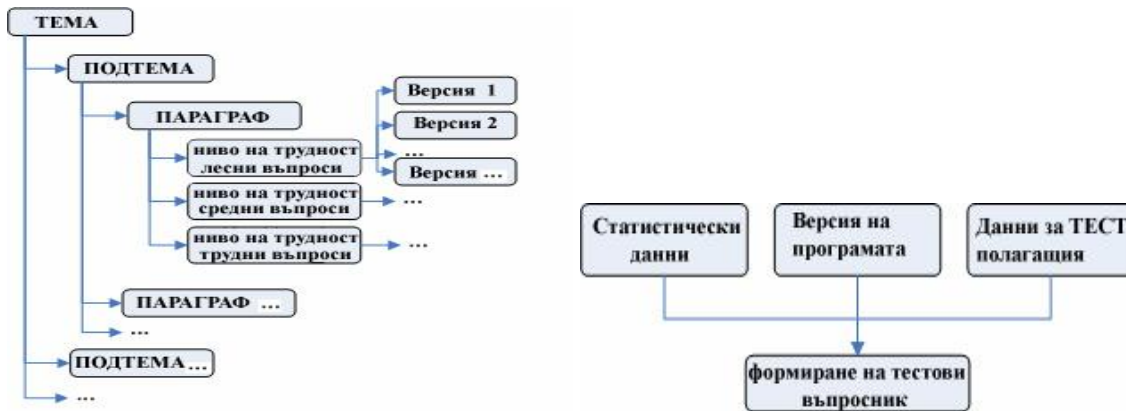 ТЕМА
ПОДТЕМА
ПАРАГРАФ
ниво на трудност
лесни въпроси
Версия 1
Версия 2
...
Версия ...
ниво на трудност
средни въпроси
...
ниво на трудност
трудни въпроси
...
ПАРАГРАФ ...
...
ПОДТЕМА ...
...
Статистически
данни
Версия на
програмата
Данни за ТЕСТ
полагащия
формиране на тестови
въпросник